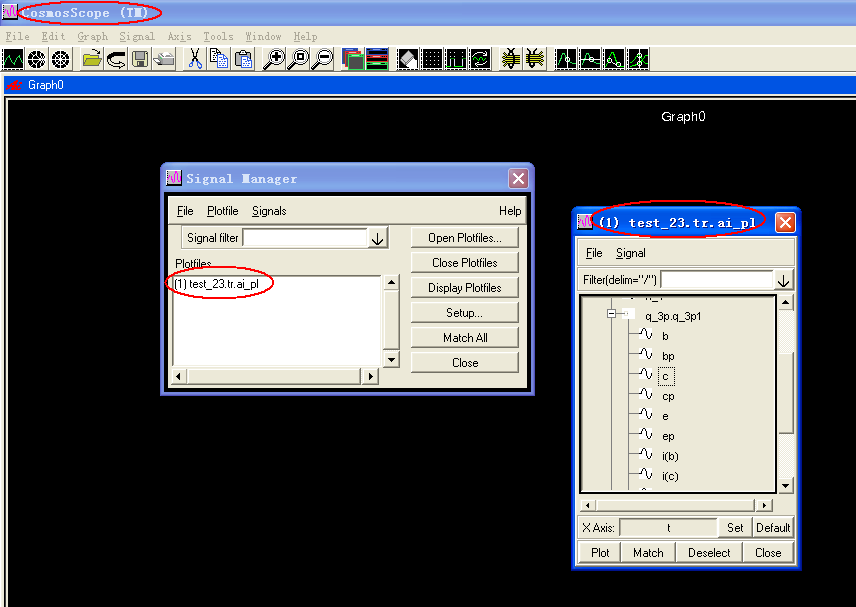 CosmosScope (TM)
File Edit Graph Signal Axis Tools Window Help
Graph0
Graph0
Signal Manager
File Plotfile Signals Help
Signal filter
Open Plotfiles...
Plotfiles
Close Plotfiles
(1) test_23.tr.ai_pl
Display Plotfiles
Setup...
Match All
Close
(1) test_23.tr.ai_pl
File Signal
Filter(delim="/")
q_3p.q_3p1
b
bp
c
cp
e
ep
i(b)
i(c)
X Axis: t Set Default
Plot Match Deselect Close